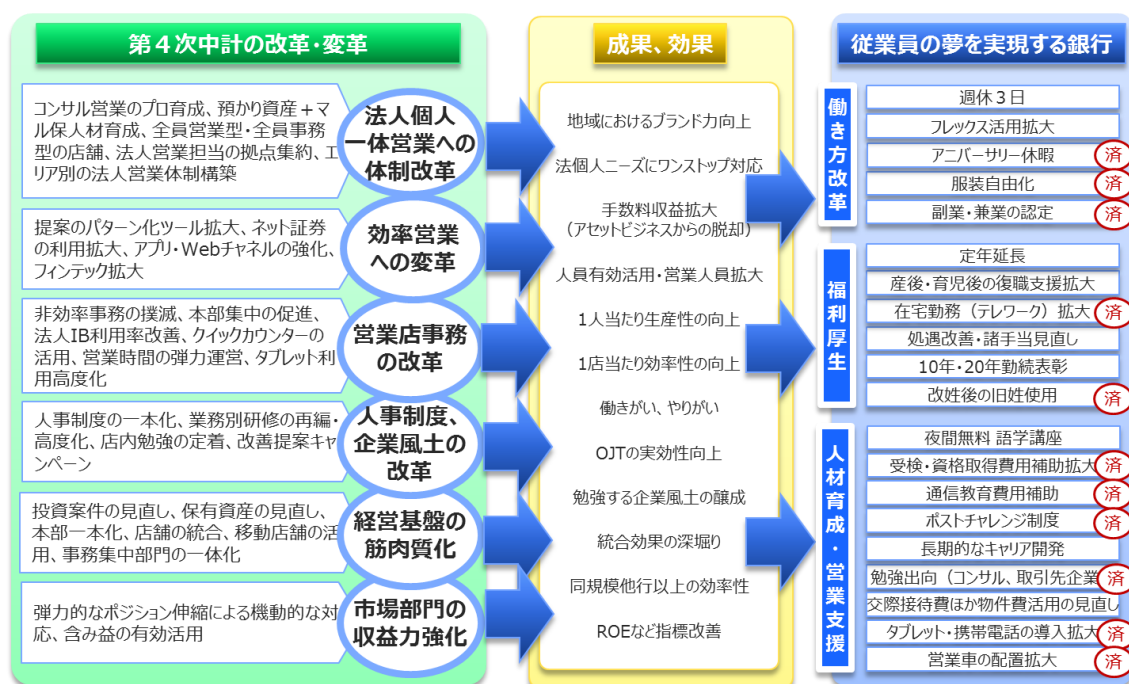 第４次中計の改革・変革
コンサル営業のプロ育成、預かり資産＋マ
ル保人材育成、全員営業型・全員事務
型の店舗、法人営業担当の拠点集約、エ
リア別の法人営業体制構築
法人個人
一体営業への
体制改革
提案のパターン化ツール拡大、ネット証券
の利用拡大、アプリ・Webチャネルの強化、
フィンテック拡大
効率営業
への変革
非効率事務の撲滅、本部集中の促進、
法人IB利用率改善、クイックカウンターの
活用、営業時間の弾力運営、タブレット利
用高度化
営業店事務
の改革
人事制度の一本化、業務別研修の再編・
高度化、店内勉強の定着、改善提案キャ
ンペーン
人事制度、
企業風土の
改革
投資案件の見直し、保有資産の見直し、
本部一本化、店舗の統合、移動店舗の活
用、事務集中部門の一体化
経営基盤の
筋肉質化
弾力的なポジション伸縮による機動的な対
応、含み益の有効活用
市場部門の
収益力強化
成果、効果
地域におけるブランド力向上
法個人ニーズにワンストップ対応
手数料収益拡大
（アセットビジネスからの脱却）
人員有効活用・営業人員拡大
1人当たり生産性の向上
1店当たり効率性の向上
働きがい、やりがい
OJTの実効性向上
勉強する企業風土の醸成
統合効果の深堀り
同規模他行以上の効率性
ROEなど指標改善
従業員の夢を実現する銀行
働き方改革
週休３日
フレックス活用拡大
アニバーサリー休暇 済
服装自由化 済
副業・兼業の認定 済
福利厚生
定年延長
産後・育児後の復職支援拡大
在宅勤務（テレワーク）拡大 済
処遇改善・諸手当見直し
10年・20年勤続表彰
改姓後の旧姓使用 済
人材育成・営業支援
夜間無料 語学講座
受検・資格取得費用補助拡大 済
通信教育費用補助 済
ポストチャレンジ制度 済
長期的なキャリア開発
勉強出向（コンサル、取引先企業 済
交際接待費ほか物件費活用の見直し
タブレット・携帯電話の導入拡大 済
営業車の配置拡大 済